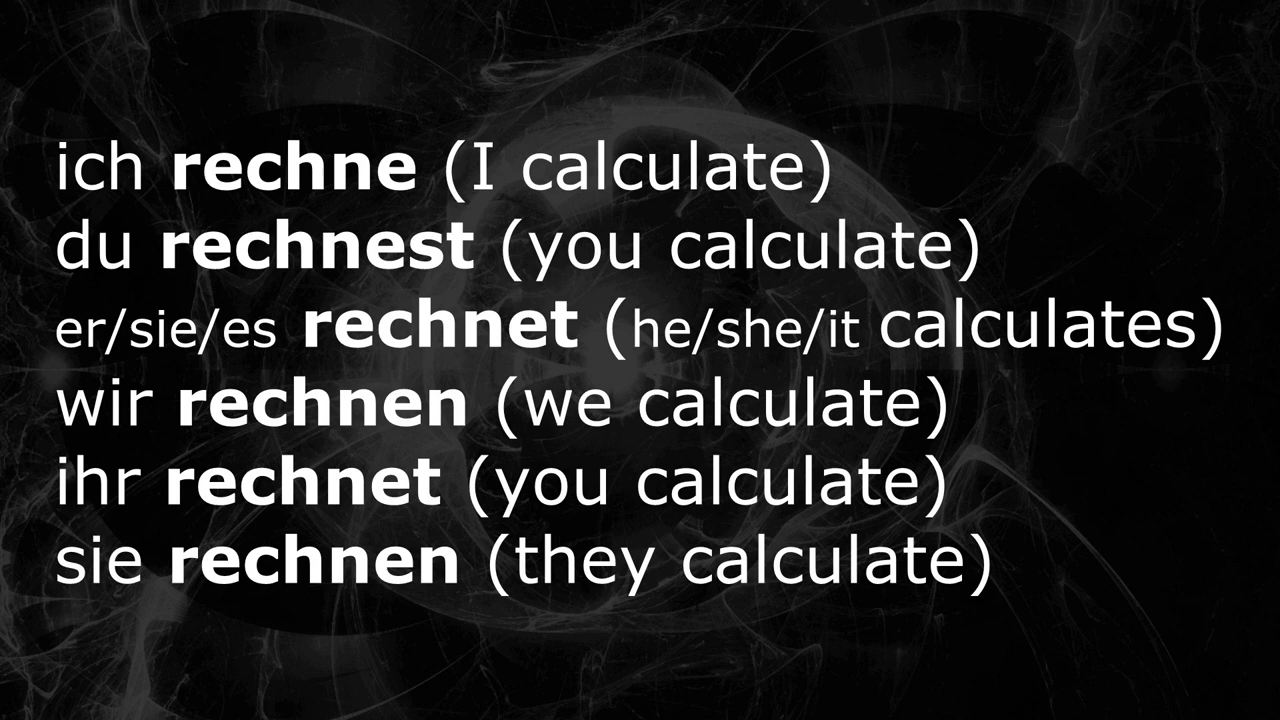 ich rechne (I calculate)
du rechnest (you calculate)
er/sie/es rechnet (he/she/it calculates)
wir rechnen (we calculate)
ihr rechnet (you calculate)
sie rechnen (they calculate)